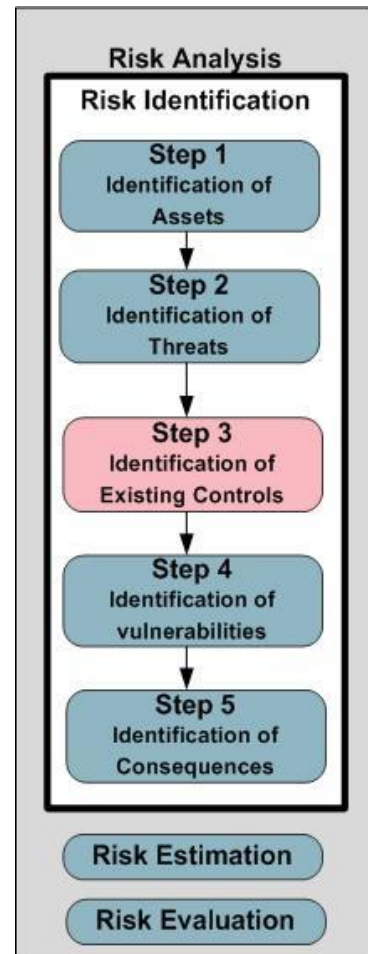 Risk Analysis
Risk Identification
Step 1
Identification of
Assets
Step 2
Identification of
Threats
Step 3
Identification of
Existing Controls
Step 4
Identification of
vulnerabilities
Step 5
Identification of
Consequences
Risk Estimation
Risk Evaluation